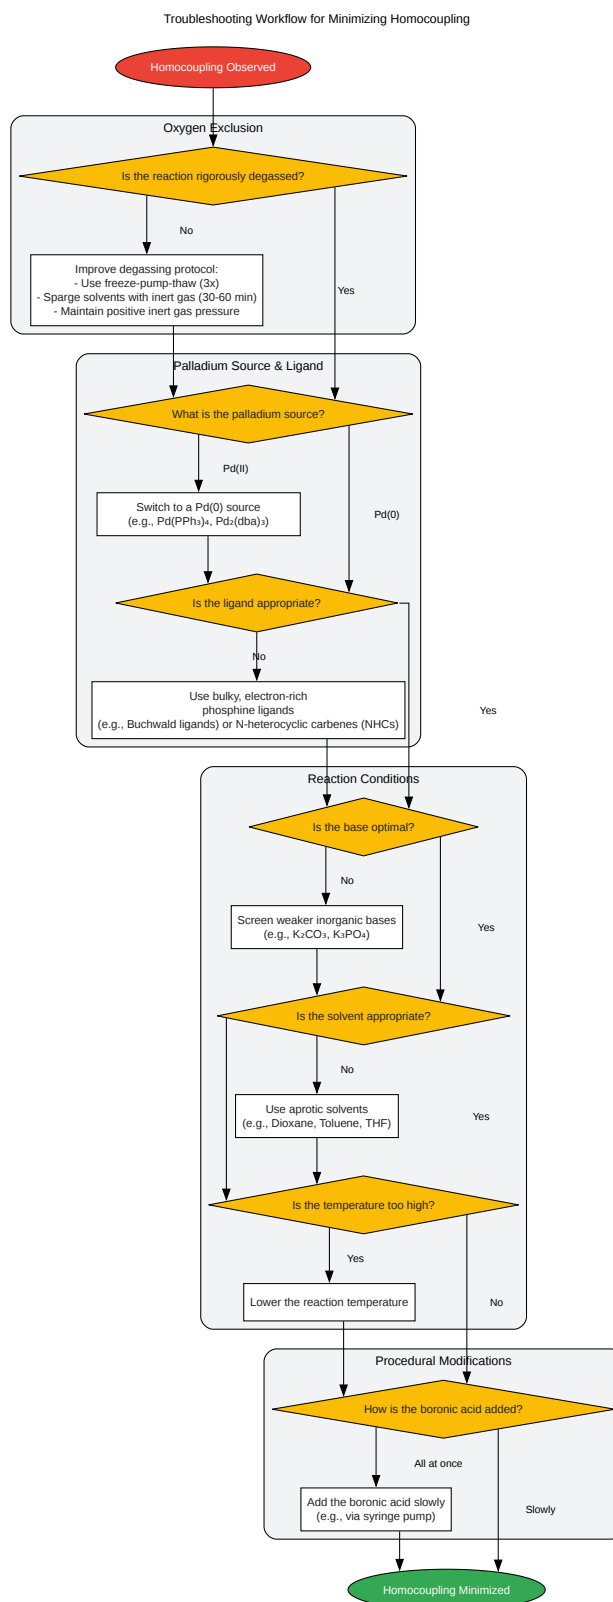 Troubleshooting Workflow for Minimizing Homocoupling
Homocoupling Observed
Oxygen Exclusion
Is the reaction rigorously degassed?
No
Yes
Improve degassing protocol:
- Use freeze-pump-thaw (3x)
- Sparge solvents with inert gas (30-60 min)
- Maintain positive inert gas pressure
Palladium Source & Ligand
What is the palladium source?
Pd(II)
Pd(0)
Switch to a Pd(0) source
(e.g., Pd(PPh₃)₄, Pd₂(dba)₃)
Is the ligand appropriate?
No
Yes
Use bulky, electron-rich
phosphine ligands
(e.g., Buchwald ligands) or N-heterocyclic carbenes (NHCs)
Reaction Conditions
Is the base optimal?
No
Yes
Screen weaker inorganic bases
(e.g., K₂CO₃, K₃PO₄)
Is the solvent appropriate?
No
Yes
Use aprotic solvents
(e.g., Dioxane, Toluene, THF)
Is the temperature too high?
Yes
No
Lower the reaction temperature
Procedural Modifications
How is the boronic acid added?
All at once
Slowly
Add the boronic acid slowly
(e.g., via syringe pump)
Homocoupling Minimized